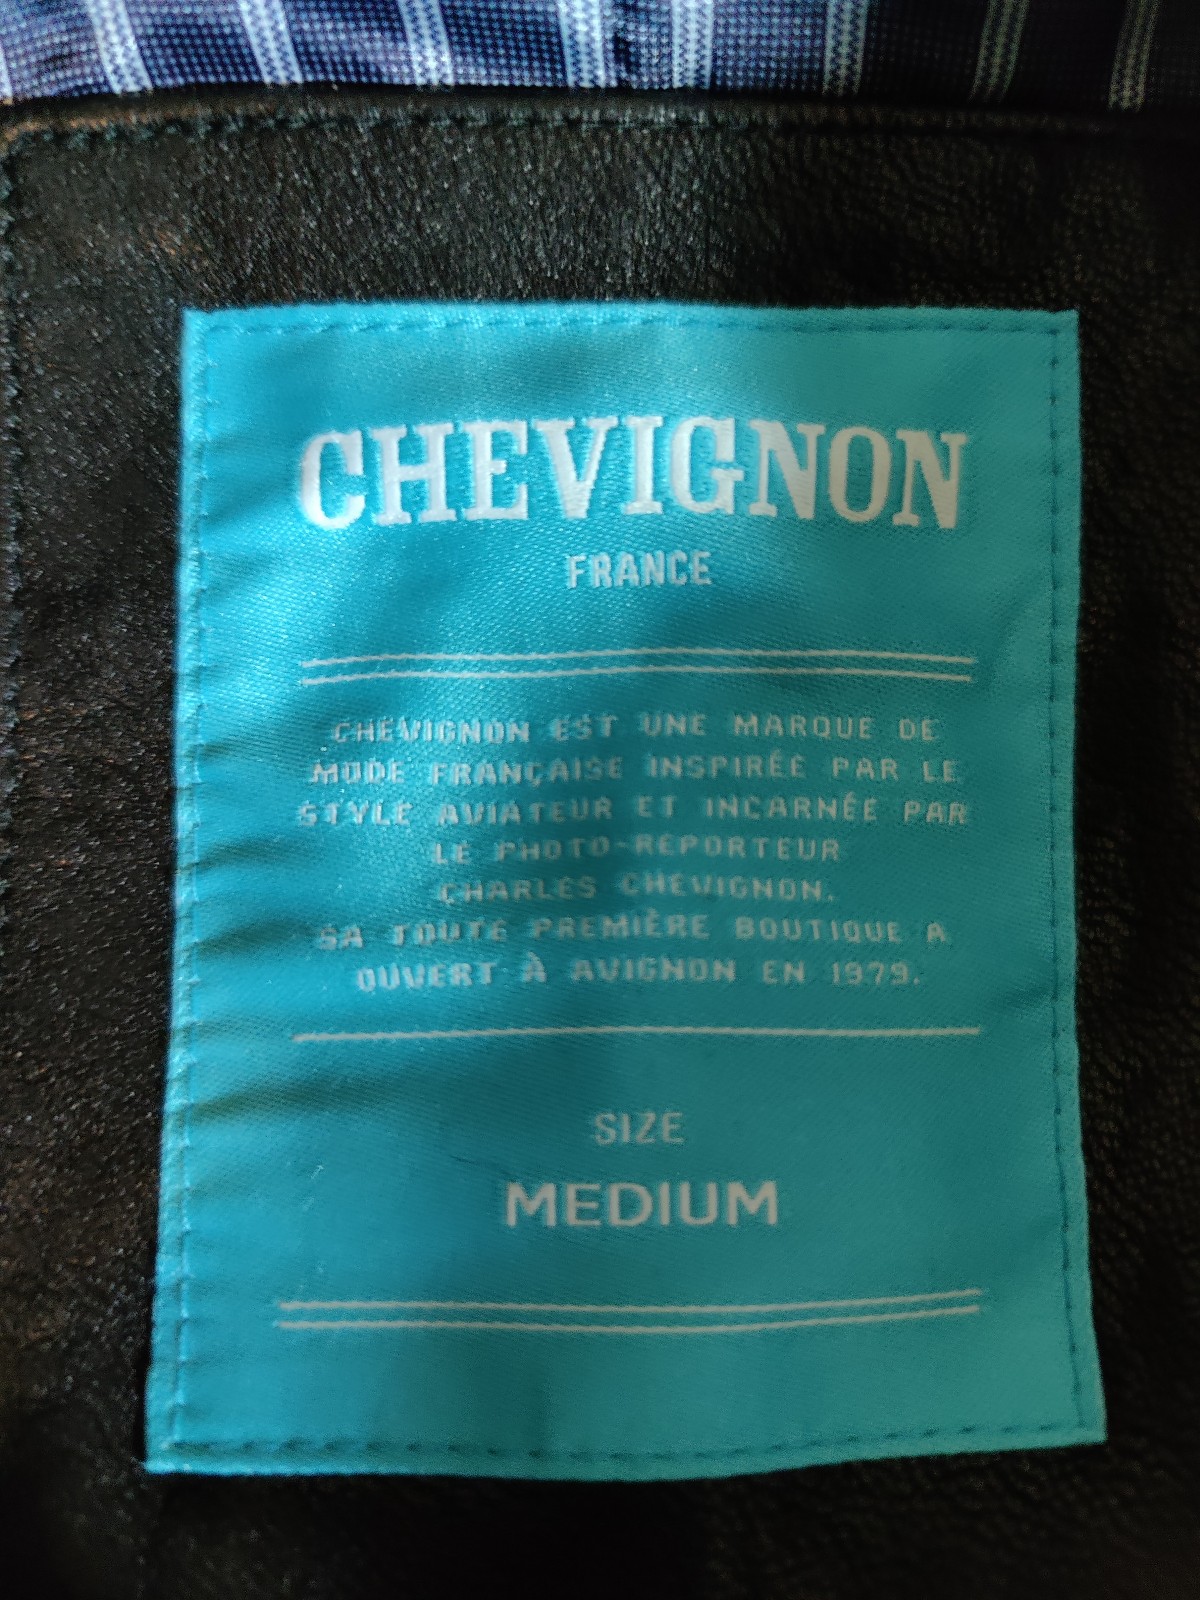 CHEVIGNON
FRANCE
CHEVIGNON EST UNE MARQUE DE
MODE FRANÇAISE INSPIRÉE PAR LE
STYLE AVIATEUR ET INCARNÉE PAR
LE PHOTO-REPORTEUR
CHARLES CHEVIGNON.
SA TOUTE PREMIÈRE BOUTIQUE A
OUVERT À AVIGNON EN 1979.
SIZE
MEDIUM